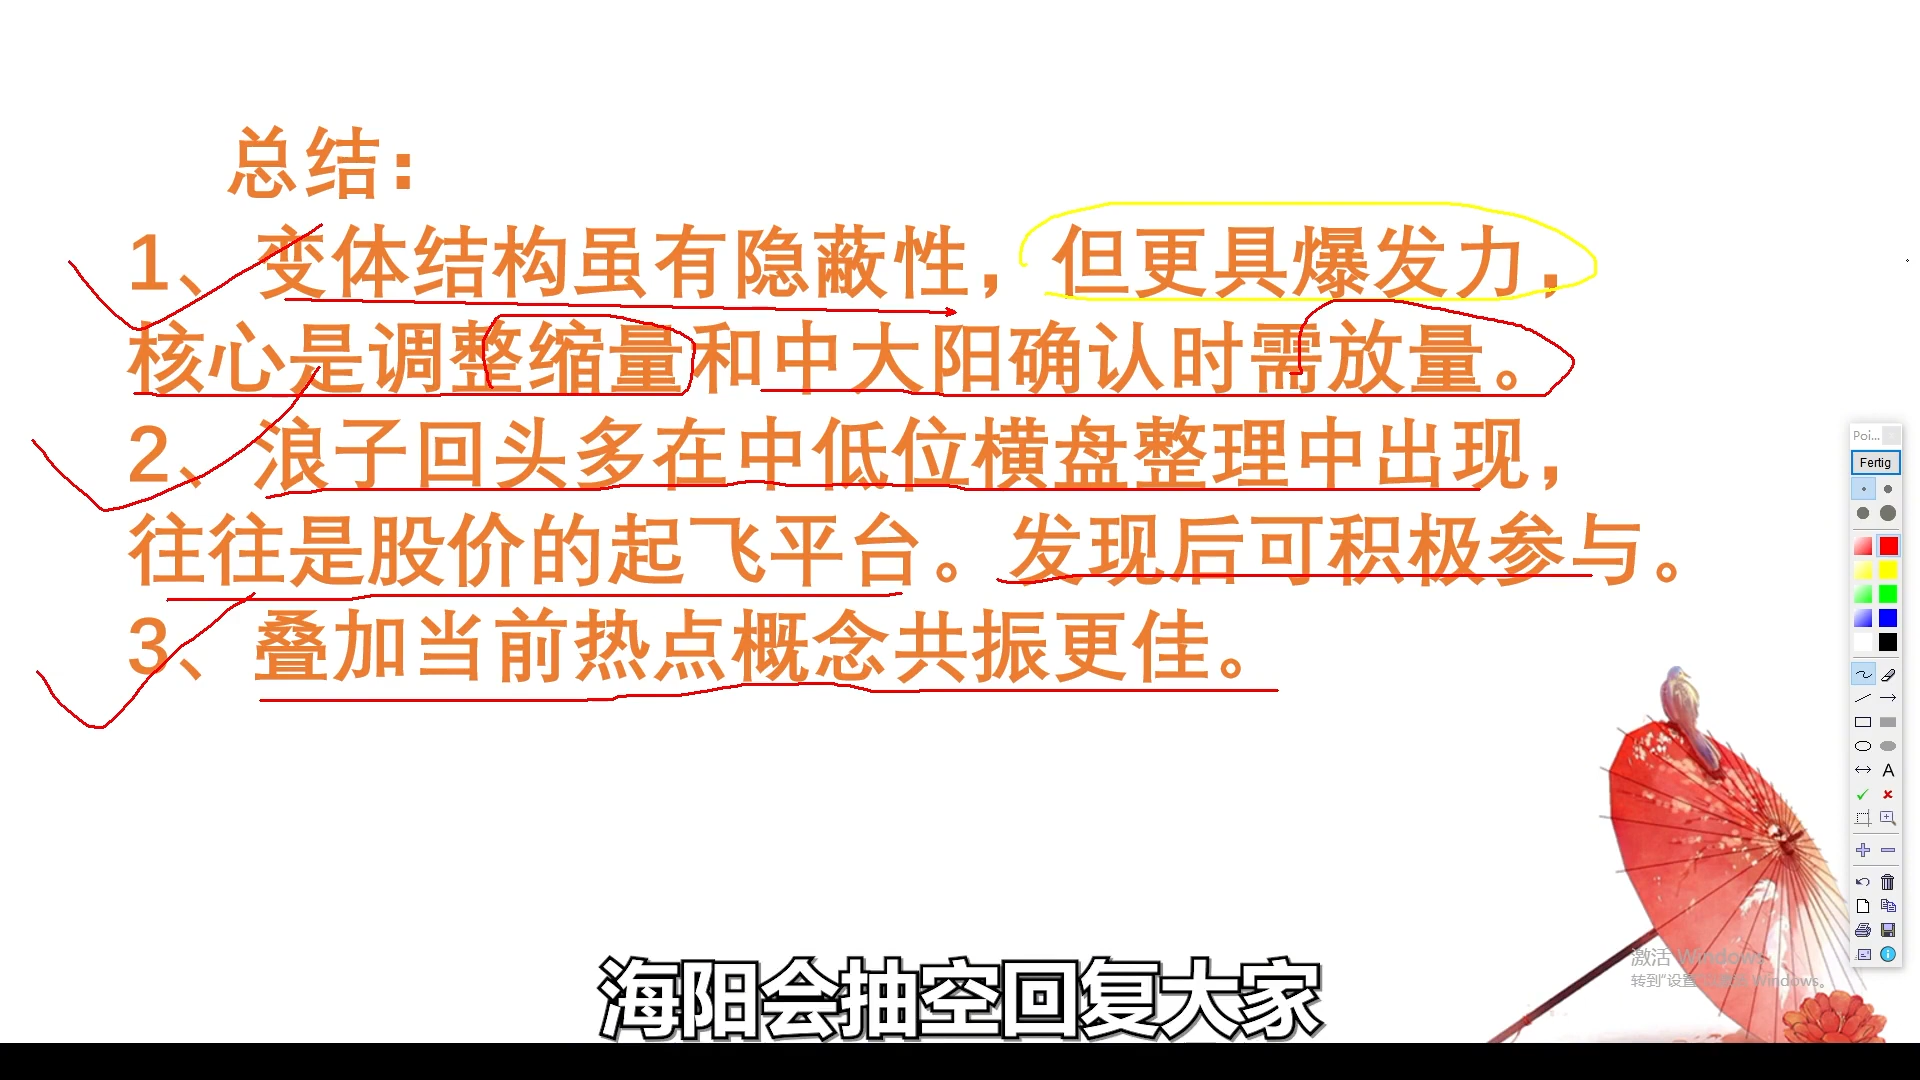 总结：
1、变体结构虽有隐蔽性，但更具爆发力，
核心是调整缩量和中大阳确认时需放量。
2、浪子回头多在中低位横盘整理中出现，
往往是股价的起飞平台。发现后可积极参与。
3、叠加当前热点概念共振更佳。
Poi...
Fertig
A
激活 Windows
转到“设置”以激活 Windows。
海阳会抽空回复大家